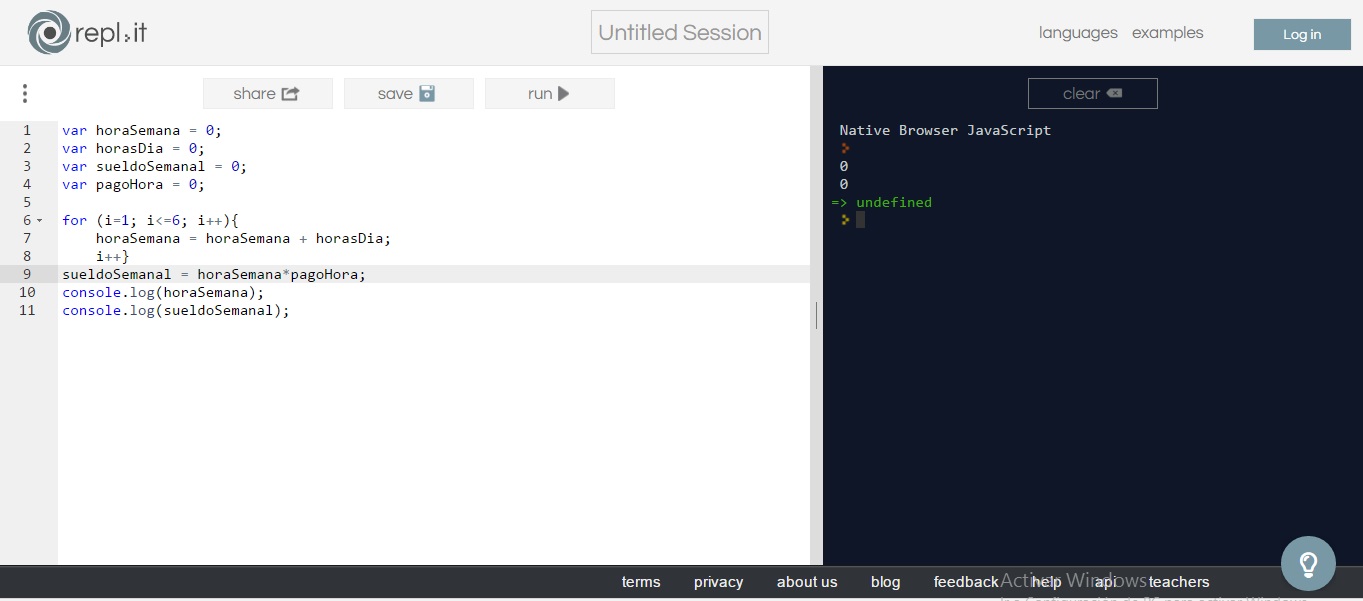 repl.it
Untitled Session
languages examples
Log in
share save run
clear
1 var horaSemana = 0;
2 var horasDia = 0;
3 var sueldoSemanal = 0;
4 var pagoHora = 0;
5
6 for (i=1; i<=6; i++){
7 horaSemana = horaSemana + horasDia;
8 i++}
9 sueldoSemanal = horaSemana*pagoHora;
10 console.log(horaSemana);
11 console.log(sueldoSemanal);
Native Browser JavaScript
0
0
=> undefined
terms privacy about us blog feedback help api teachers
Activar Windows